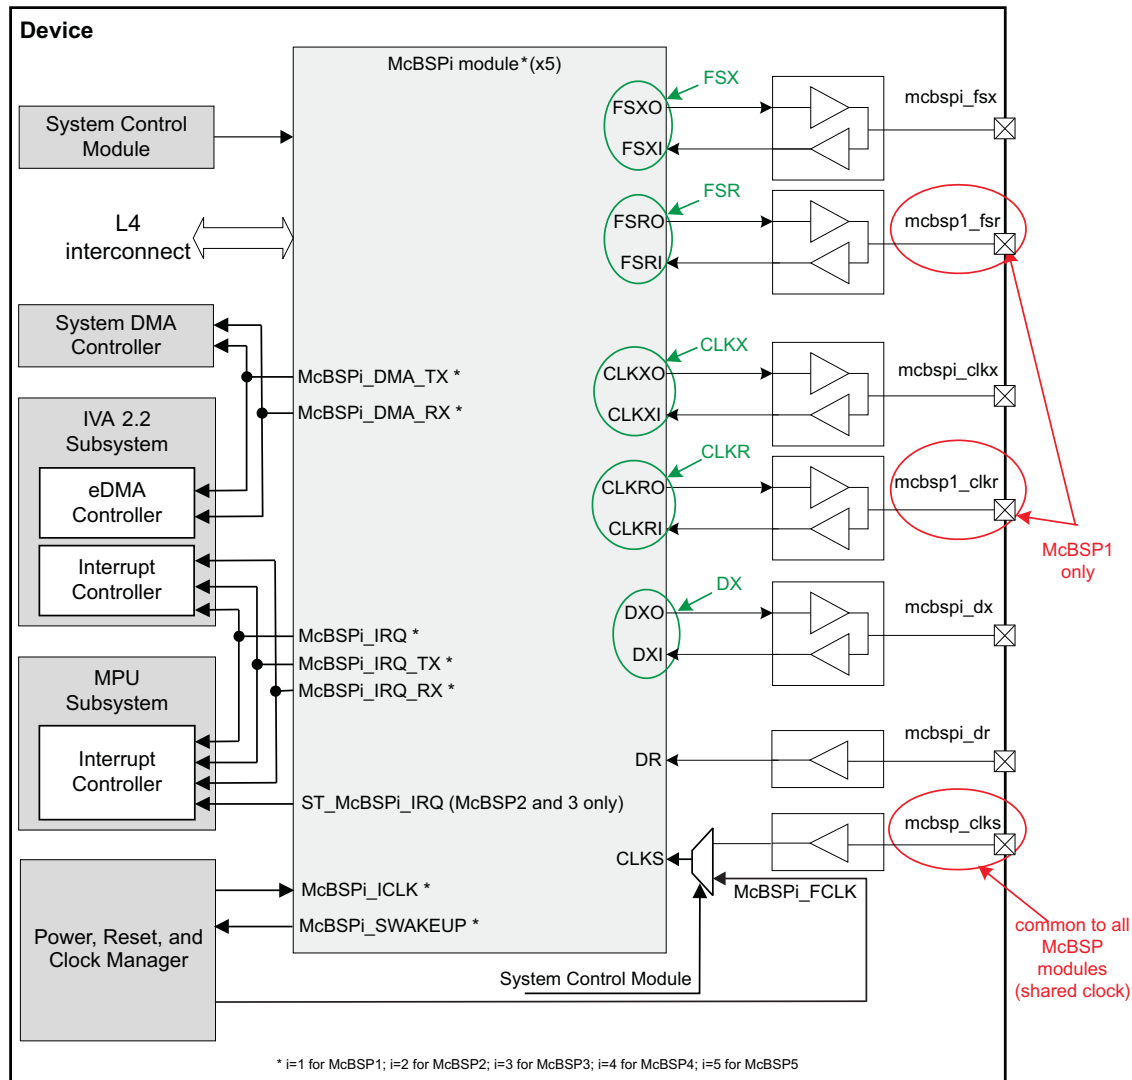 Device
McBSPi module* (x5)
System Control
Module
L4
interconnect
System DMA
Controller
IVA 2.2
Subsystem
eDMA
Controller
Interrupt
Controller
MPU
Subsystem
Interrupt
Controller
Power, Reset, and
Clock Manager
McBSPi_DMA_TX *
McBSPi_DMA_RX *
McBSPi_IRQ *
McBSPi_IRQ_TX *
McBSPi_IRQ_RX *
ST_McBSPi_IRQ (McBSP2 and 3 only)
McBSPi_ICLK *
McBSPi_SWAKEUP *
FSX
FSXO
FSXI
mcbspi_fsx
FSR
FSRO
FSRI
mcbsp1_fsr
CLKX
CLKXO
CLKXI
mcbspi_clkx
CLKR
CLKRO
CLKRI
mcbsp1_clkr
McBSP1
only
DX
DXO
DXI
mcbspi_dx
DR
mcbspi_dr
CLKS
mcbsp_clks
McBSPi_FCLK
System Control Module
common to all
McBSP
modules
(shared clock)
* i=1 for McBSP1; i=2 for McBSP2; i=3 for McBSP3; i=4 for McBSP4; i=5 for McBSP5